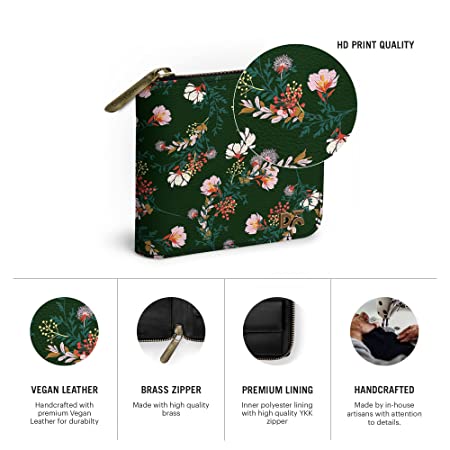 HD PRINT QUALITY
VEGAN LEATHER
Handcrafted with
premium Vegan
Leather for durabilty
BRASS ZIPPER
Made with high quality
brass
PREMIUM LINING
Inner polyester lining
with high quality YKK
zipper
HANDCRAFTED
Made by in-house
artisans with attention
to details.